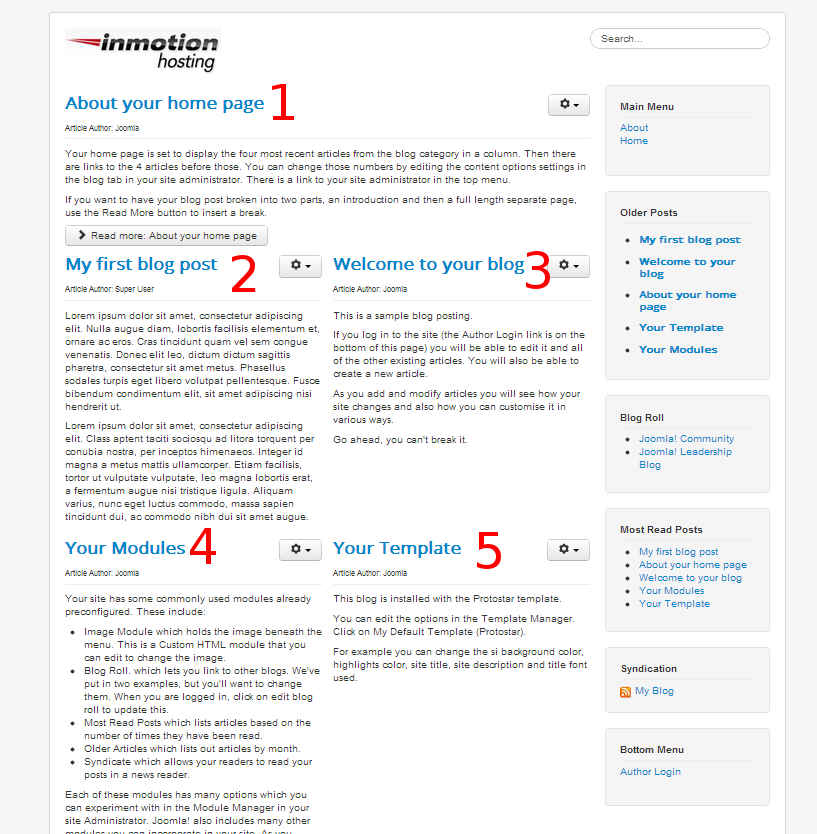 inmotion
hosting
Search...
About your home page 1
Article Author: Joomla
Your home page is set to display the four most recent articles from the blog category in a column. Then there
are links to the 4 articles before those. You can change those numbers by editing the content options settings in
the blog tab in your site administrator. There is a link to your site administrator in the top menu.
If you want to have your blog post broken into two parts, an introduction and then a full length separate page,
use the Read More button to insert a break.
Read more: About your home page
My first blog post 2
Article Author: Super User
Lorem ipsum dolor sit amet, consectetur adipiscing
elit. Nulla augue diam, lobortis facilisis elementum et,
ornare ac eros. Cras tincidunt quam vel sem congue
venenatis. Donec elit leo, dictum dictum sagittis
pharetra, consectetur sit amet metus. Phasellus
sodales turpis eget libero volutpat pellentesque. Fusce
bibendum condimentum elit, sit amet adipiscing nisi
hendrerit ut.
Lorem ipsum dolor sit amet, consectetur adipiscing
elit. Class aptent taciti sociosqu ad litora torquent per
conubia nostra, per inceptos himenaeos. Integer id
magna a metus mattis ullamcorper. Etiam facilisis,
tortor ut vulputate vulputate, leo magna lobortis erat,
a fermentum augue nisi tristique ligula. Aliquam
varius, nunc eget luctus commodo, massa sapien
tincidunt dui, ac commodo nibh dui sit amet augue.
Welcome to your blog 3
Article Author: Joomla
This is a sample blog posting.
If you log in to the site (the Author Login link is on the
bottom of this page) you will be able to edit it and all
of the other existing articles. You will also be able to
create a new article.
As you add and modify articles you will see how your
site changes and also how you can customise it in
various ways.
Go ahead, you can't break it.
Your Modules 4
Article Author: Joomla
Your site has some commonly used modules already
preconfigured. These include:
Image Module which holds the image beneath the
menu. This is a Custom HTML module that you
can edit to change the image.
Blog Roll. which lets you link to other blogs. We've
put in two examples, but you'll want to change
them. When you are logged in, click on edit blog
roll to update this.
Most Read Posts which lists articles based on the
number of times they have been read.
Older Articles which lists out articles by month.
Syndicate which allows your readers to read your
posts in a news reader.
Each of these modules has many options which you
can experiment with in the Module Manager in your
site Administrator. Joomla! also includes many other
modules you can incorporate in your site. As you
Your Template 5
Article Author: Joomla
This blog is installed with the Protostar template.
You can edit the options in the Template Manager.
Click on My Default Template (Protostar).
For example you can change the si background color,
highlights color, site title, site description and title font
used.
Main Menu
About
Home
Older Posts
My first blog post
Welcome to your
blog
About your home
page
Your Template
Your Modules
Blog Roll
Joomla! Community
Joomla! Leadership
Blog
Most Read Posts
My first blog post
About your home page
Welcome to your blog
Your Modules
Your Template
Syndication
My Blog
Bottom Menu
Author Login